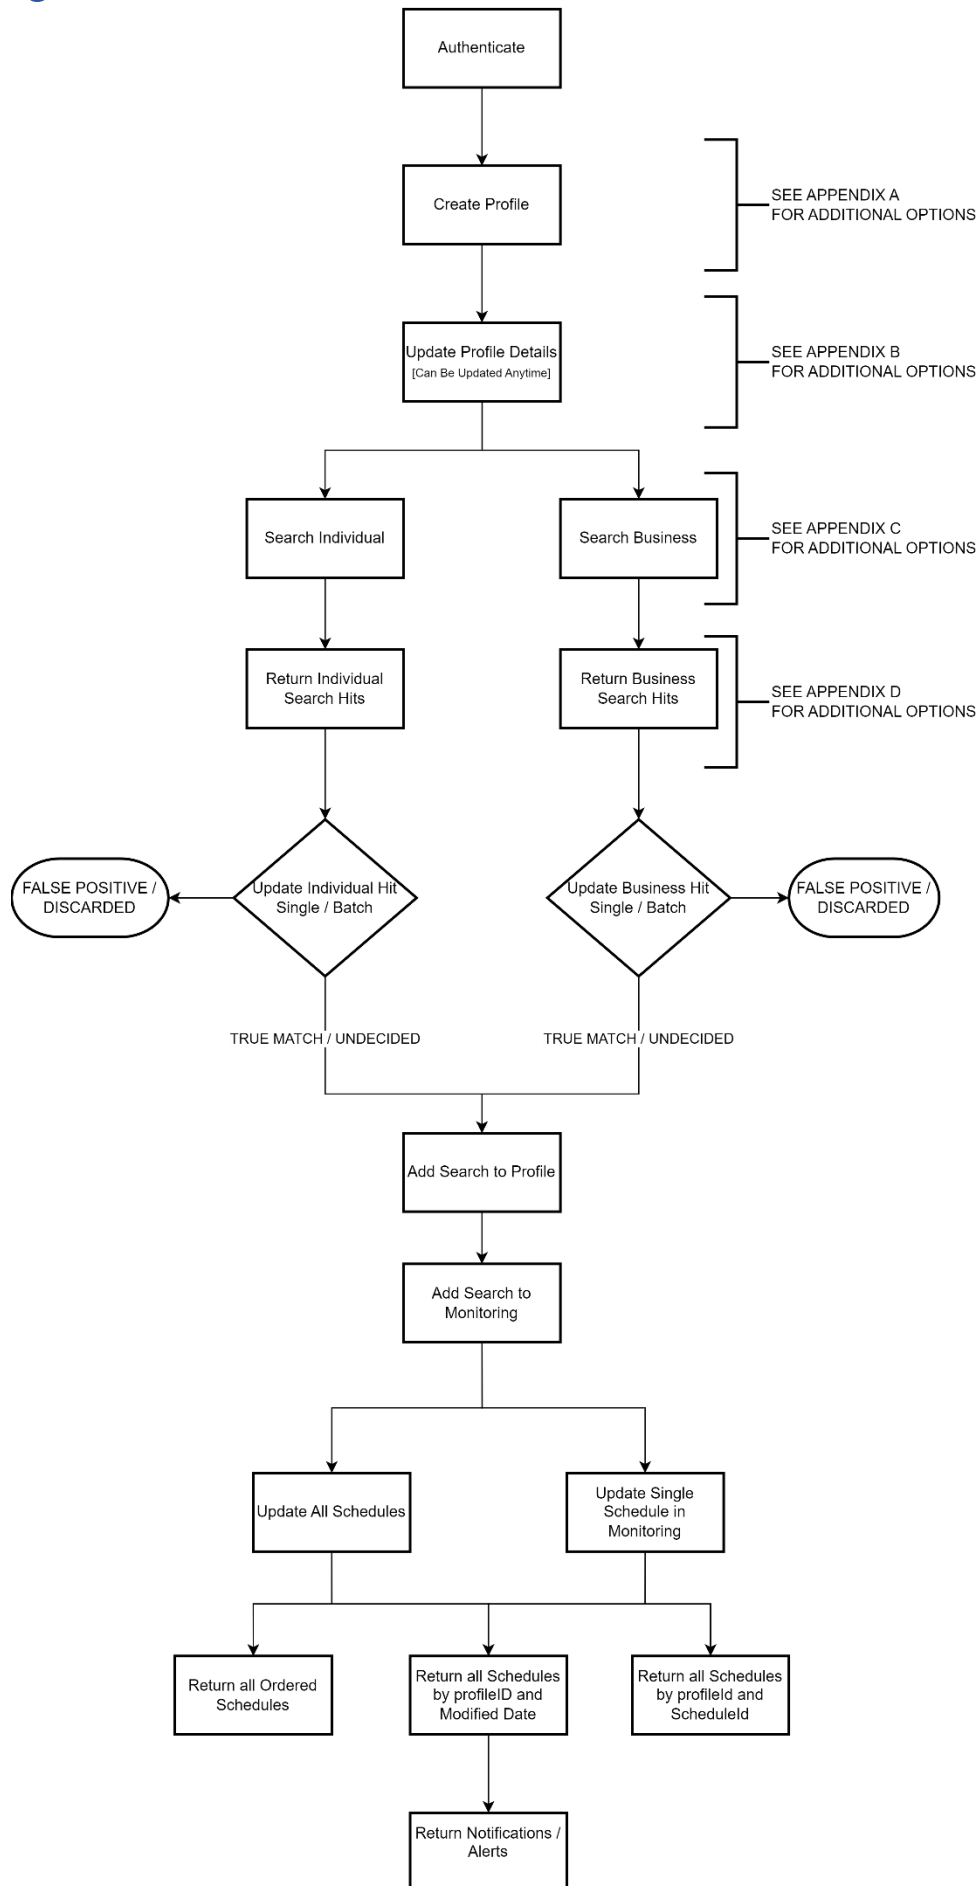 Authenticate
Create Profile
SEE APPENDIX A
FOR ADDITIONAL OPTIONS
Update Profile Details
[Can Be Updated Anytime]
SEE APPENDIX B
FOR ADDITIONAL OPTIONS
Search Individual
Search Business
SEE APPENDIX C
FOR ADDITIONAL OPTIONS
Return Individual
Search Hits
Return Business
Search Hits
SEE APPENDIX D
FOR ADDITIONAL OPTIONS
FALSE POSITIVE /
DISCARDED
Update Individual Hit
Single / Batch
Update Business Hit
Single / Batch
FALSE POSITIVE /
DISCARDED
TRUE MATCH / UNDECIDED
TRUE MATCH / UNDECIDED
Add Search to Profile
Add Search to
Monitoring
Update All Schedules
Update Single
Schedule in
Monitoring
Return all Ordered
Schedules
Return all Schedules
by profileID and
Modified Date
Return all Schedules
by profileId and
ScheduleId
Return Notifications /
Alerts